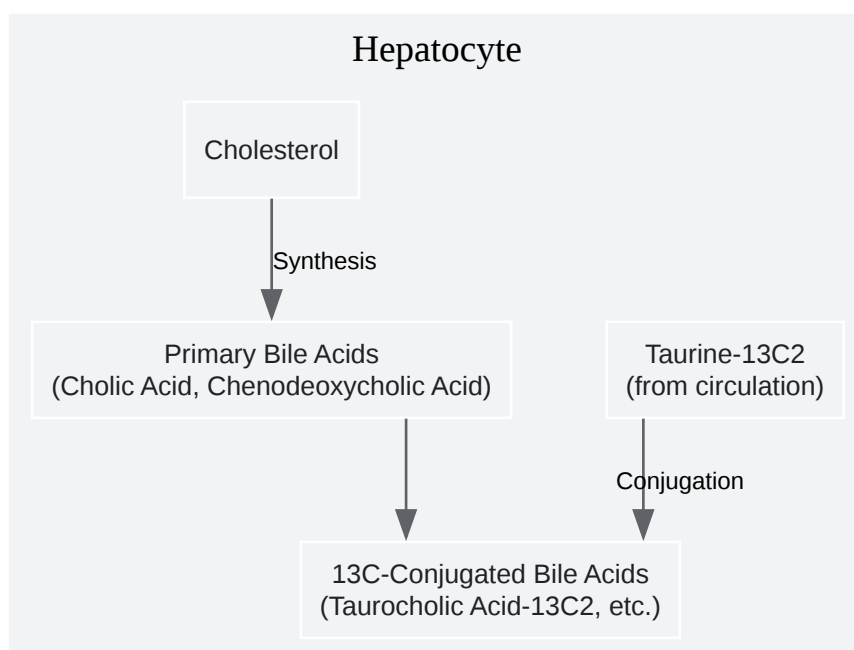 Hepatocyte
Cholesterol
Synthesis
Primary Bile Acids
(Cholic Acid, Chenodeoxycholic Acid)
Taurine-13C2
(from circulation)
Conjugation
13C-Conjugated Bile Acids
(Taurocholic Acid-13C2, etc.)